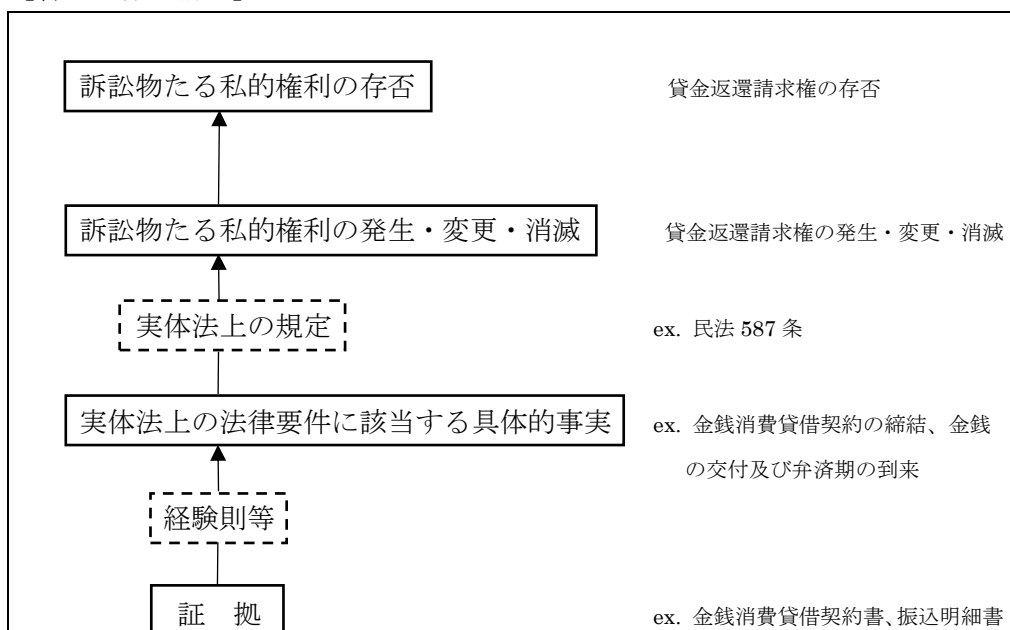 訴訟物たる私的権利の存否 貸金返還請求権の存否
訴訟物たる私的権利の発生・変更・消滅 貸金返還請求権の発生・変更・消滅
実体法上の規定 ex. 民法 587 条
実体法上の法律要件に該当する具体的事実 ex. 金銭消費貸借契約の締結、金銭
の交付及び弁済期の到来
経験則等
証 拠 ex. 金銭消費貸借契約書、振込明細書